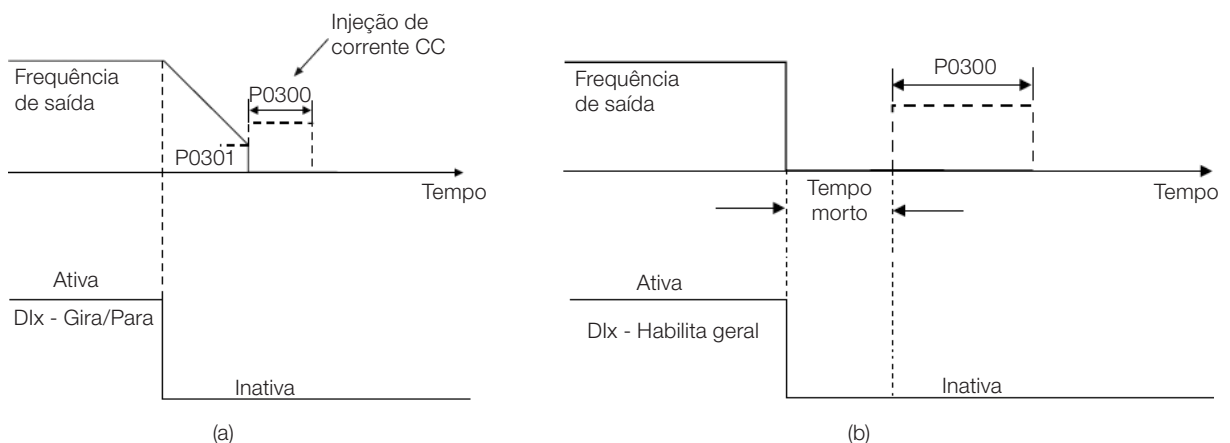 Injeção de
corrente CC
Frequência
de saída
P0300
P0301
Tempo
Ativa
DIx - Gira/Para
Inativa
(a)
Frequência
de saída
P0300
Tempo
morto
Tempo
Ativa
DIx - Habilita geral
Inativa
(b)